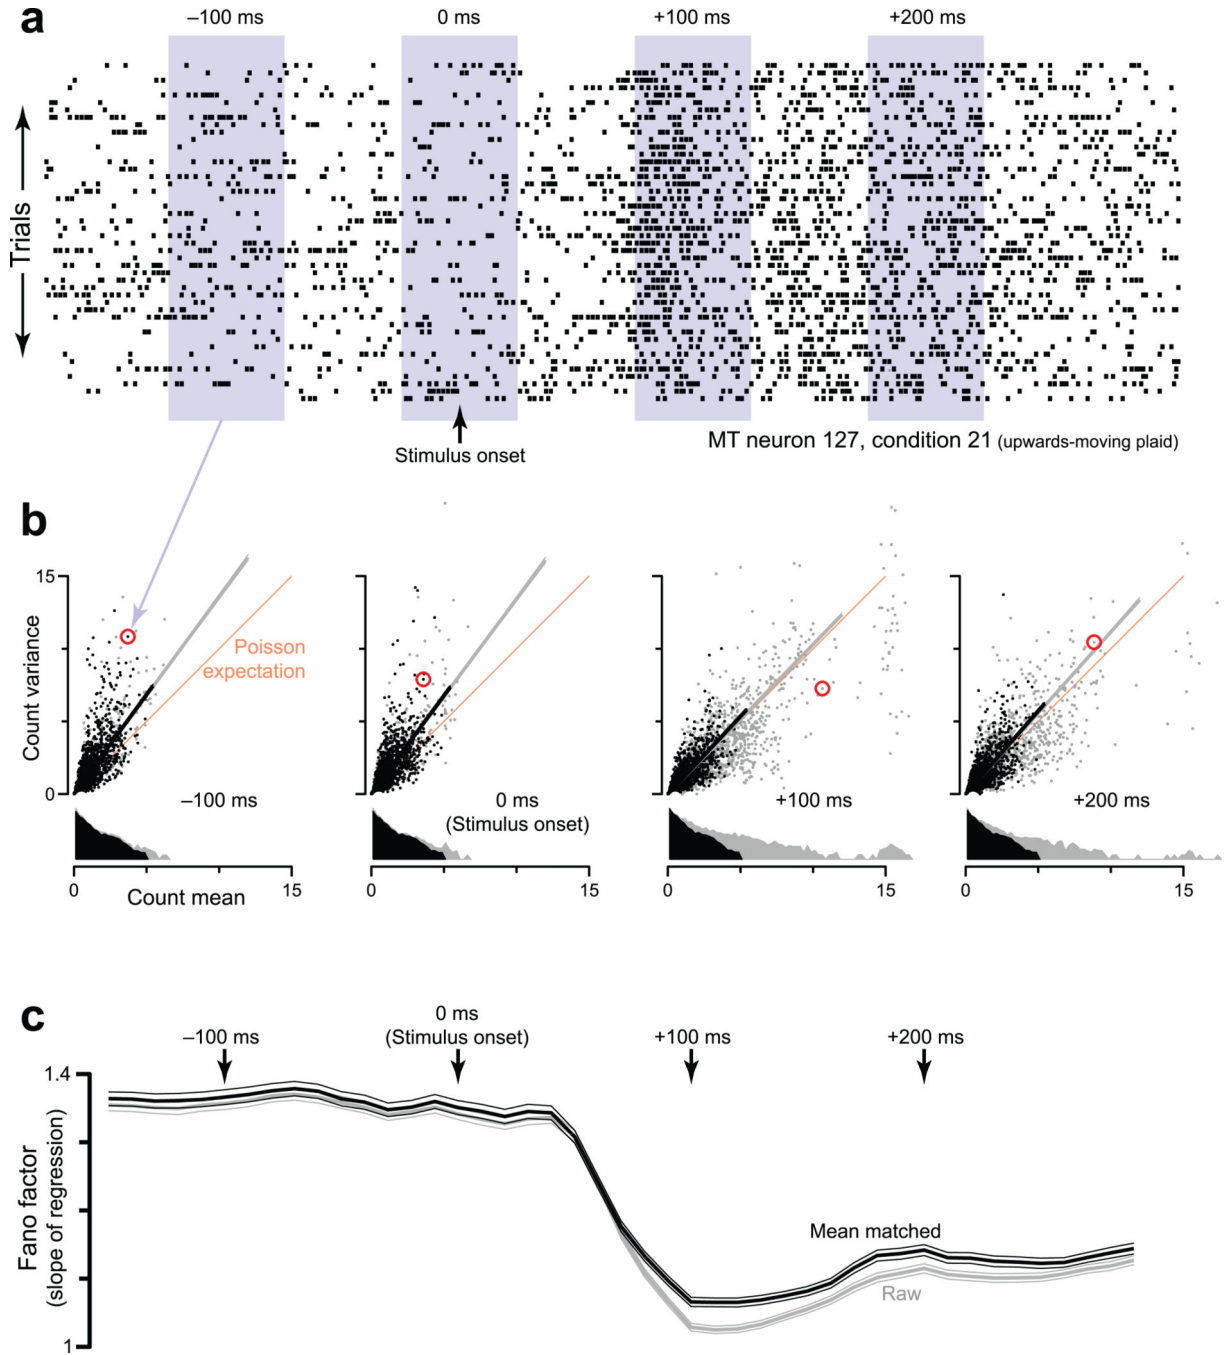 a
–100 ms
0 ms
+100 ms
+200 ms
Trials
Stimulus onset
MT neuron 127, condition 21 (upwards-moving plaid)
b
15
Count variance
0
Poisson
expectation
–100 ms
0 ms
(Stimulus onset)
+100 ms
+200 ms
0
15
0
15
0
15
0
15
Count mean
c
–100 ms
0 ms
(Stimulus onset)
+100 ms
+200 ms
1.4
Fano factor
(slope of regression)
1
Mean matched
Raw